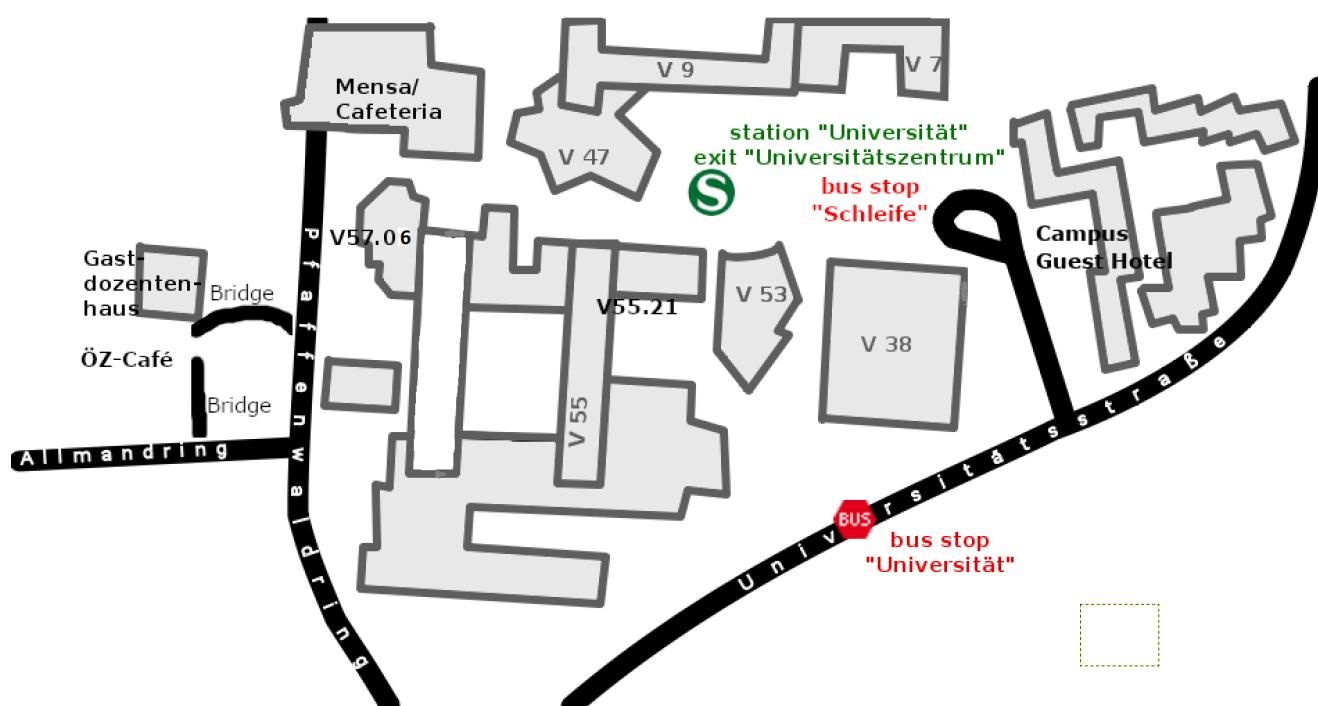 V 9
V 7
Mensa/
Cafeteria
V 47
station "Universität"
exit "Universitätszentrum"
S
bus stop
"Schleife"
V57.06
Pfaffenwaldring
Campus
Guest Hotel
Gast-
dozenten-
haus
Bridge
V55.21
V 53
V 38
ÖZ-Café
Bridge
V 55
Allmandring
Universitätsstraße
BUS
bus stop
"Universität"